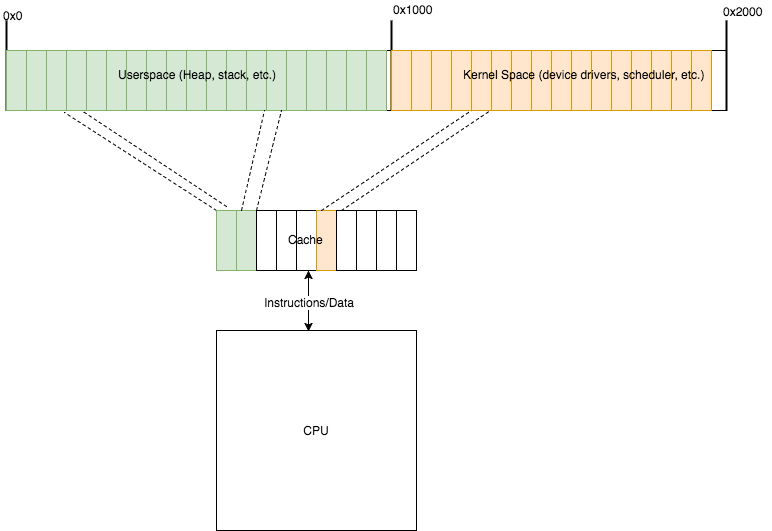 0x0
0x1000
0x2000
Userspace (Heap, stack, etc.)
Kernel Space (device drivers, scheduler, etc.)
Cache
Instructions/Data
CPU